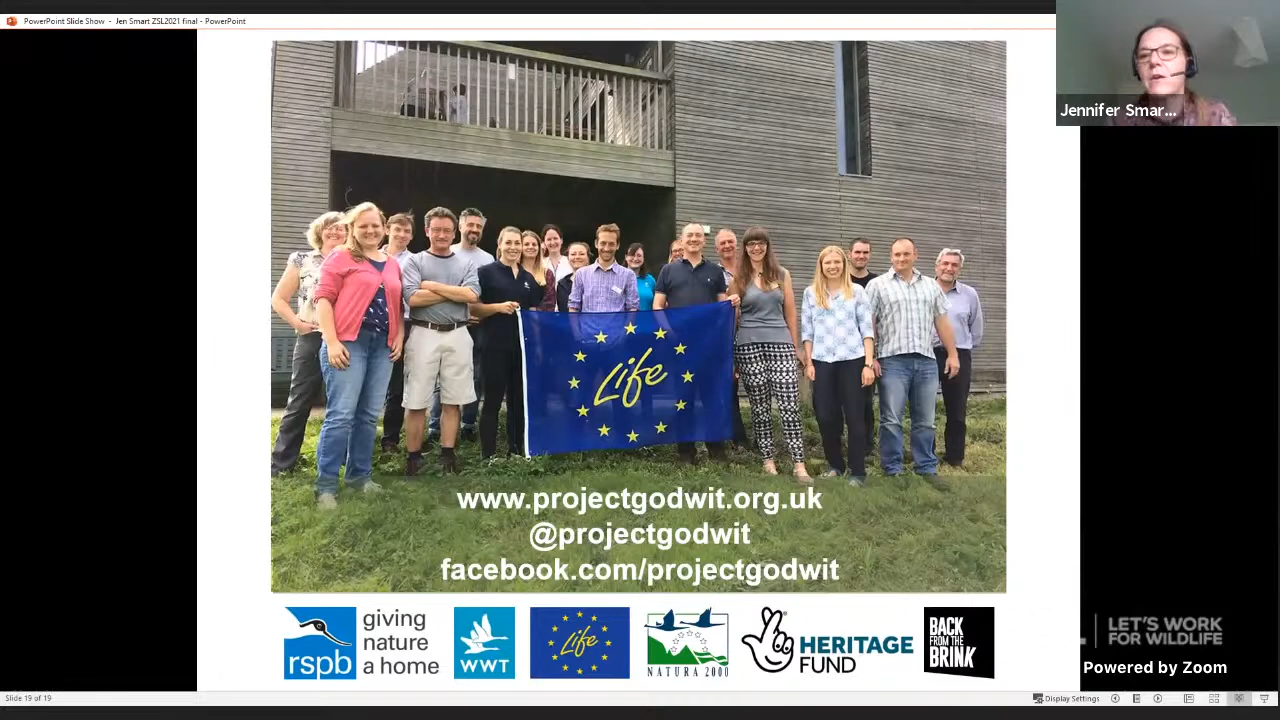 PowerPoint Slide Show - Jen Smart ZSL2021 final - PowerPoint
Jennifer Smar...
Life
www.projectgodwit.org.uk
@projectgodwit
facebook.com/projectgodwit
rspb
giving
nature
a home
WWT
Life
NATURA 2000
HERITAGE
FUND
BACK
FROM THE
BRINK
LET'S WORK
FOR WILDLIFE
Powered by Zoom
Slide 19 of 19
Display Settings